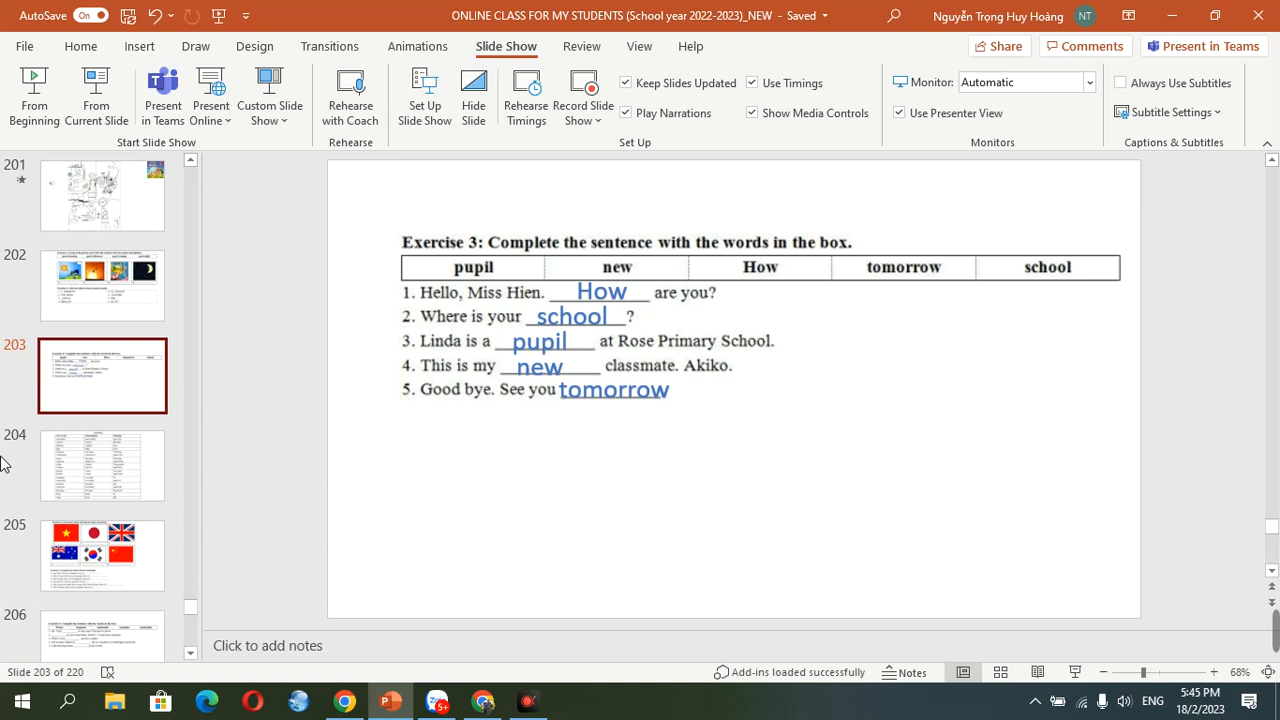 AutoSave On ONLINE CLASS FOR MY STUDENTS (School year 2022-2023)_NEW - Saved Nguyễn Trọng Huy Hoàng NT
File Home Insert Draw Design Transitions Animations Slide Show Review View Help Share Comments Present in Teams
From Beginning
From Current Slide
Present in Teams
Present Online
Custom Slide Show
Rehearse with Coach
Set Up Slide Show
Hide Slide
Rehearse Timings
Record Slide Show
Keep Slides Updated
Use Timings
Play Narrations
Show Media Controls
Monitor: Automatic
Use Presenter View
Always Use Subtitles
Subtitle Settings
Start Slide Show Rehearse Set Up Monitors Captions & Subtitles
201
202
203
204
205
206
Exercise 3: Complete the sentence with the words in the box.
pupil new How tomorrow school
1. Hello, Miss Hien. How are you?
2. Where is your school ?
3. Linda is a pupil at Rose Primary School.
4. This is my new classmate. Akiko.
5. Good bye. See you tomorrow
Click to add notes
Slide 203 of 220 Add-ins loaded successfully Notes 68%
5+ ENG 5:45 PM
18/2/2023